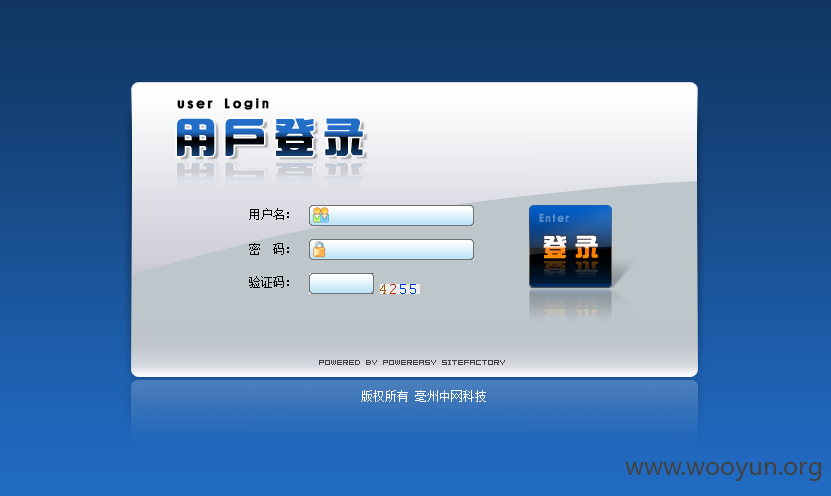 user Login
用户登录
用户名：
密 码：
验证码：
4255
Enter
登录
POWERED BY POWEREASY SITEFACTORY
版权所有 亳州中网科技
www.wooyun.org